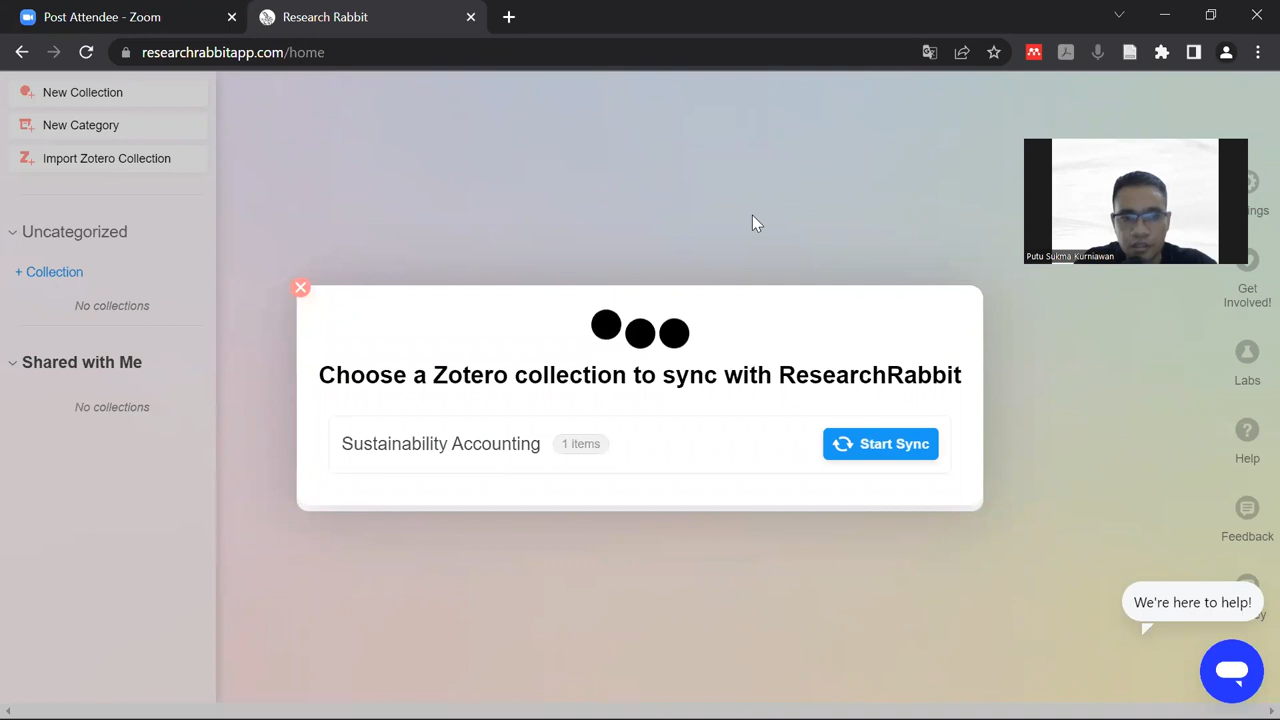 Post Attendee - Zoom
Research Rabbit
researchrabbitapp.com/home
New Collection
New Category
Import Zotero Collection
Uncategorized
+ Collection
No collections
Shared with Me
No collections
Choose a Zotero collection to sync with ResearchRabbit
Sustainability Accounting
1 items
Start Sync
Putu Sukma Kurniawan
ings
Get
Involved!
Labs
Help
Feedback
We're here to help!